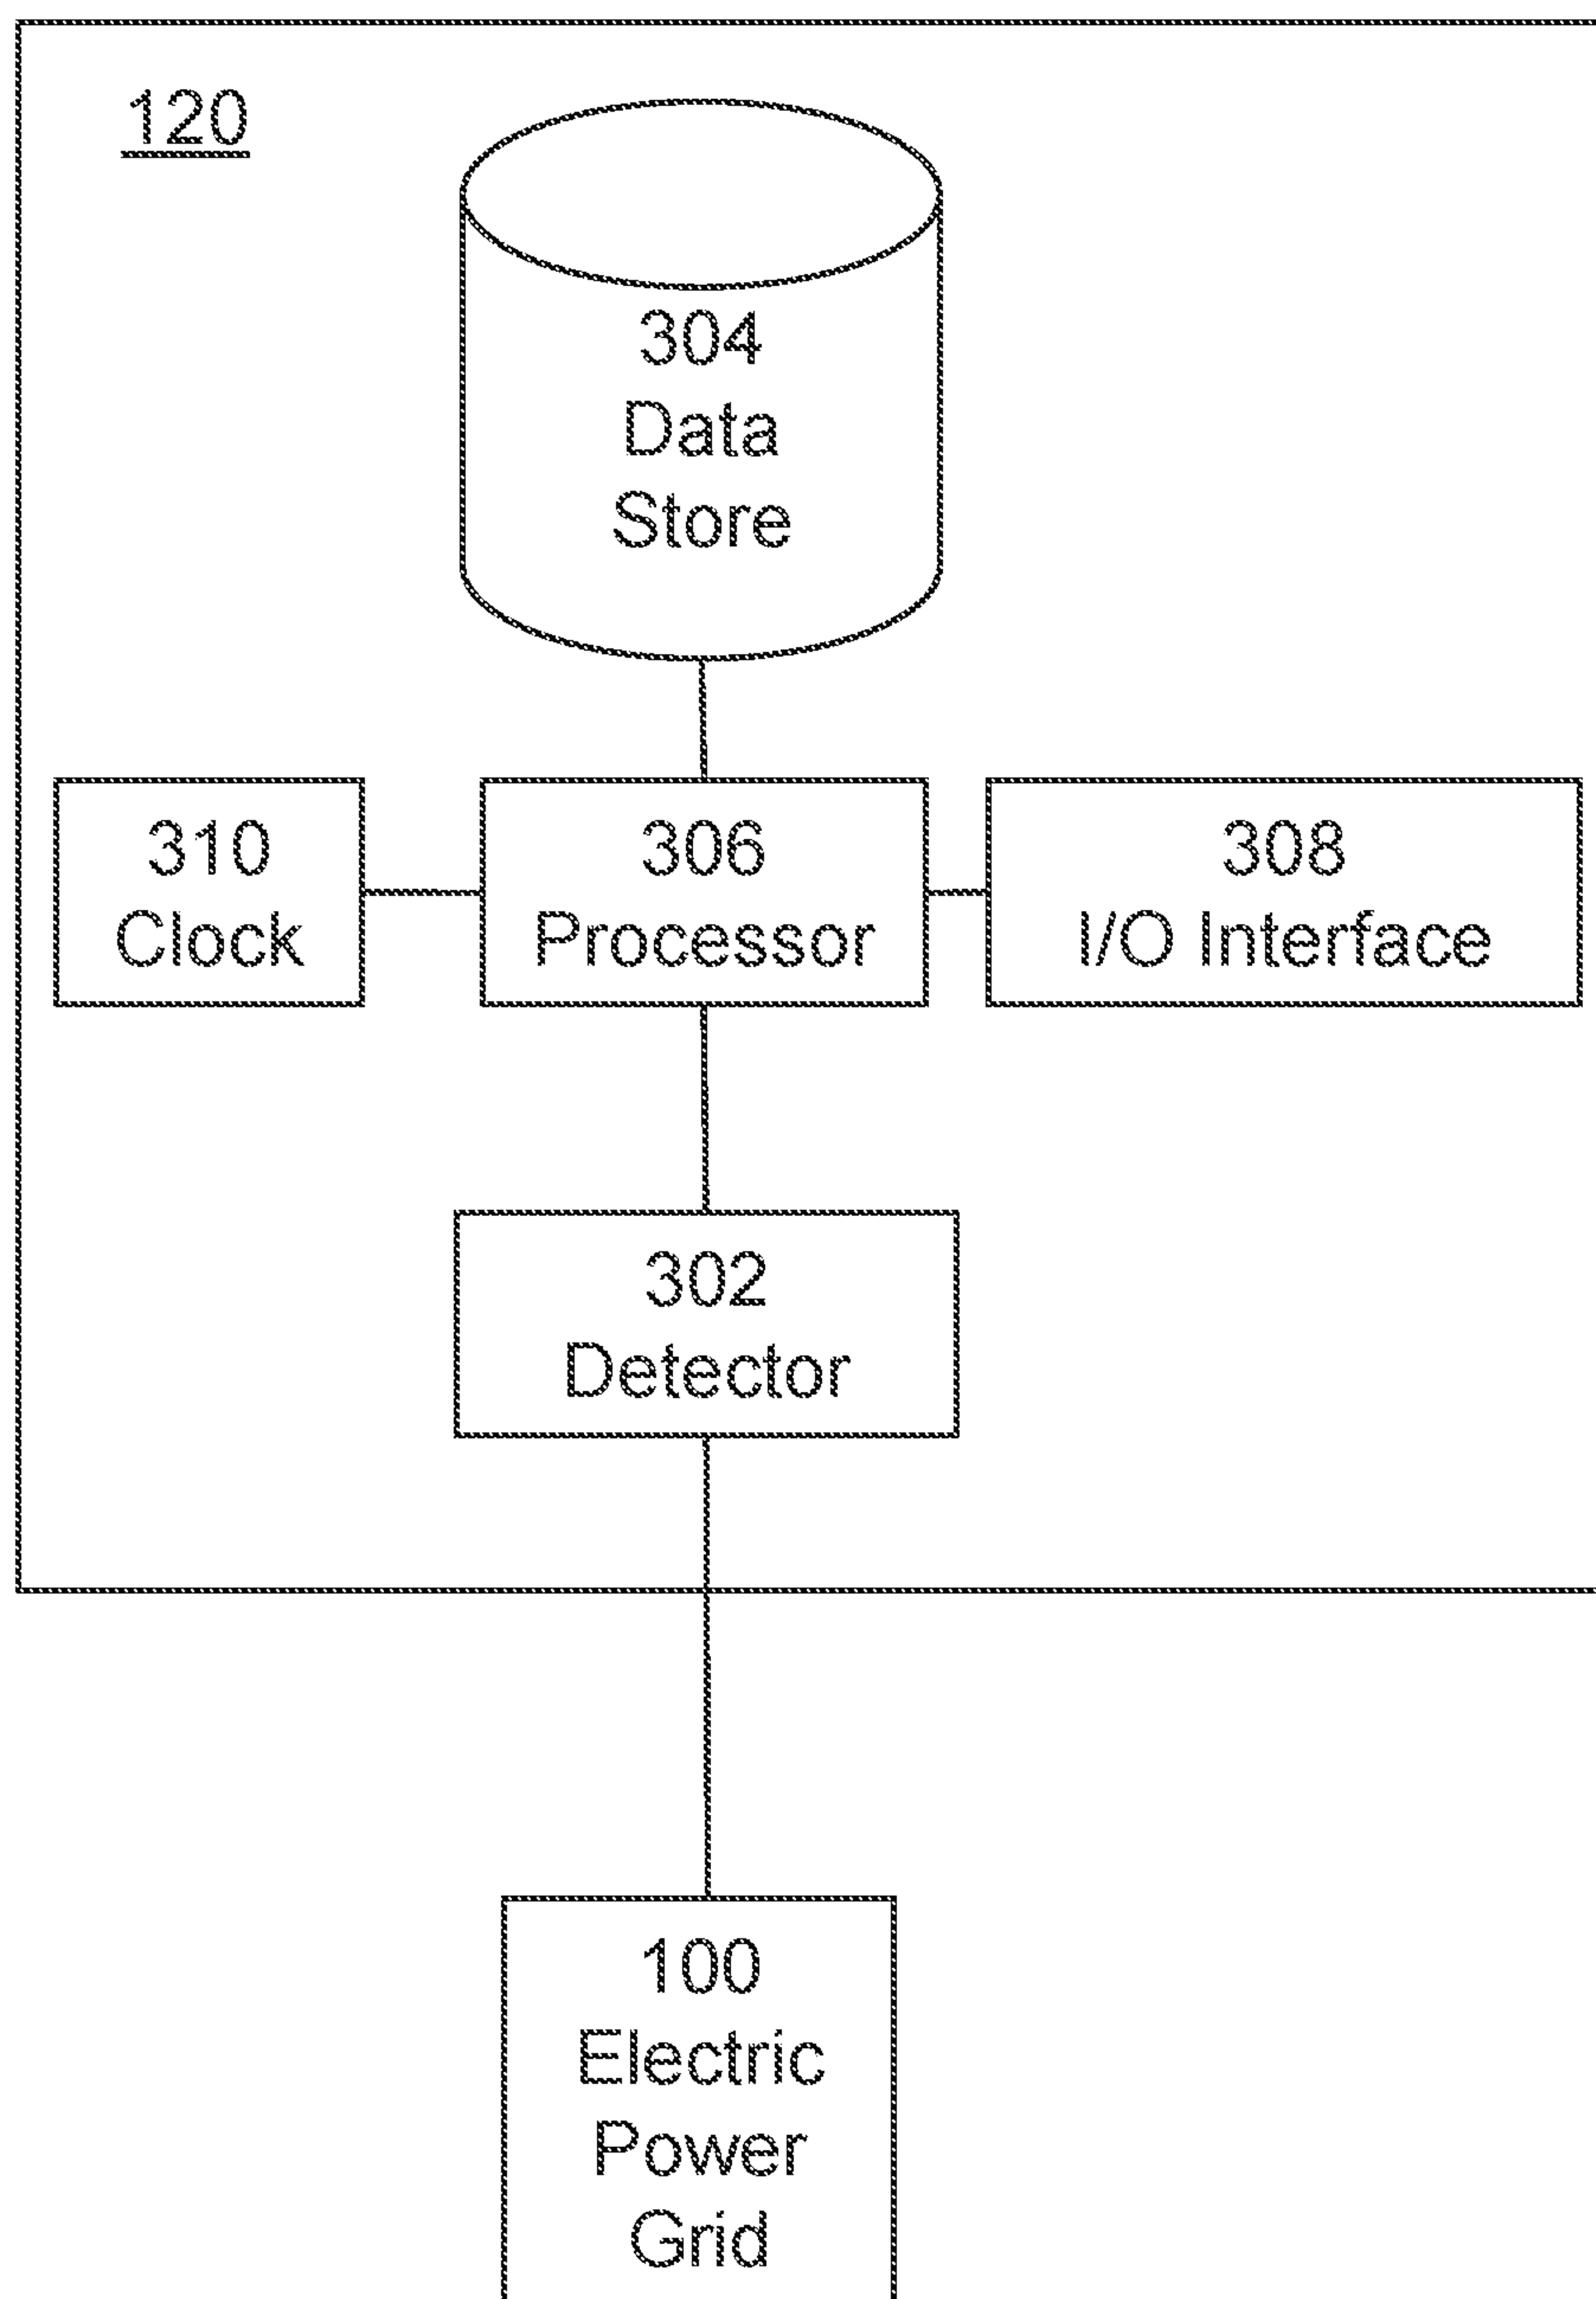 120
304
Data
Store
310
Clock
306
Processor
308
I/O Interface
302
Detector
100
Electric
Power
Grid